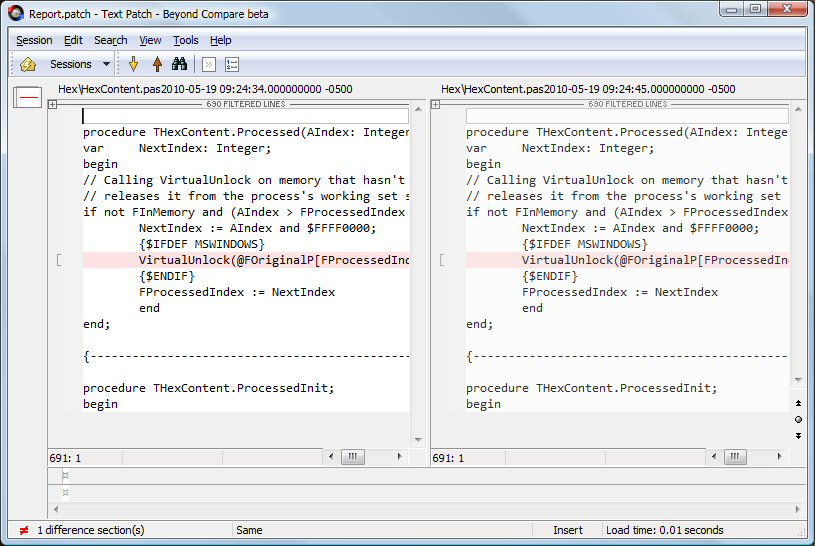 Report.patch - Text Patch - Beyond Compare beta
Session Edit Search View Tools Help
Sessions
Hex\HexContent.pas2010-05-19 09:24:34.000000000 -0500
690 FILTERED LINES
procedure THexContent.Processed(AIndex: Integer
var NextIndex: Integer;
begin
// Calling VirtualUnlock on memory that hasn't
// releases it from the process's working set s
if not FInMemory and (AIndex > FProcessedIndex
NextIndex := AIndex and $FFFF0000;
{$IFDEF MSWINDOWS}
VirtualUnlock(@FOriginalP[FProcessedInd
{$ENDIF}
FProcessedIndex := NextIndex
end
end;
{----------------------------------------------
procedure THexContent.ProcessedInit;
begin
691: 1
Hex\HexContent.pas2010-05-19 09:24:45.000000000 -0500
690 FILTERED LINES
procedure THexContent.Processed(AIndex: Intege
var NextIndex: Integer;
begin
// Calling VirtualUnlock on memory that hasn't
// releases it from the process's working set
if not FInMemory and (AIndex > FProcessedIndex
NextIndex := AIndex and $FFFF0000;
{$IFDEF MSWINDOWS}
VirtualUnlock(@FOriginalP[FProcessedIn
{$ENDIF}
FProcessedIndex := NextIndex
end
end;
{---------------------------------------------
procedure THexContent.ProcessedInit;
begin
691: 1
1 difference section(s) Same Insert Load time: 0.01 seconds